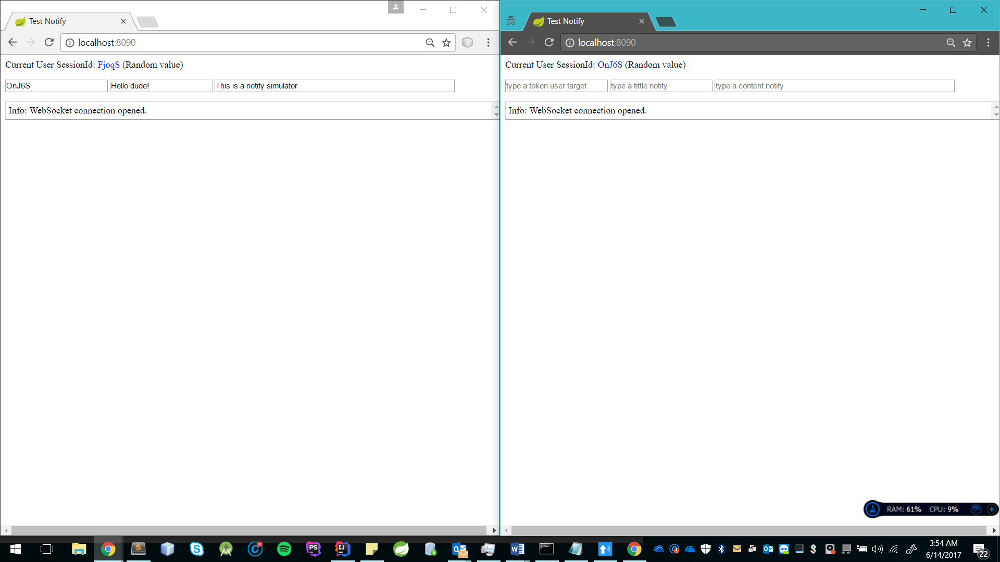 Test Notify
localhost:8090
Current User SessionId: FjoqS (Random value)
OnJ6S
Hello dude!
This is a notify simulator
Info: WebSocket connection opened.
Test Notify
localhost:8090
Current User SessionId: OnJ6S (Random value)
type a token user target
type a tittle notify
type a content notify
Info: WebSocket connection opened.
RAM: 61% CPU: 9%
S
S
C
PS
IJ
O
W
O
3:54 AM
6/14/2017
22